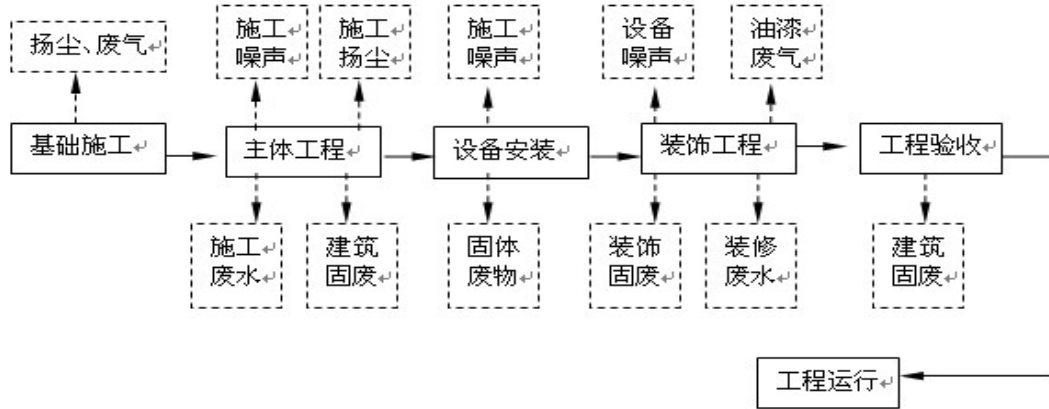 扬尘、废气
施工
噪声
施工
扬尘
施工
噪声
设备
噪声
油漆
废气
基础施工
主体工程
设备安装
装饰工程
工程验收
施工
废水
建筑
固废
固体
废物
装饰
固废
装修
废水
建筑
固废
工程运行